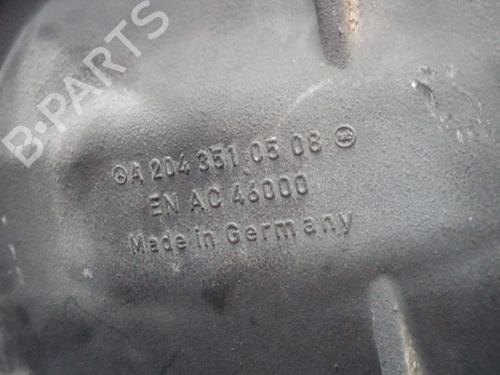 B-PARTS
A 204 351 05 08
EN AC 46000
Made in Germany